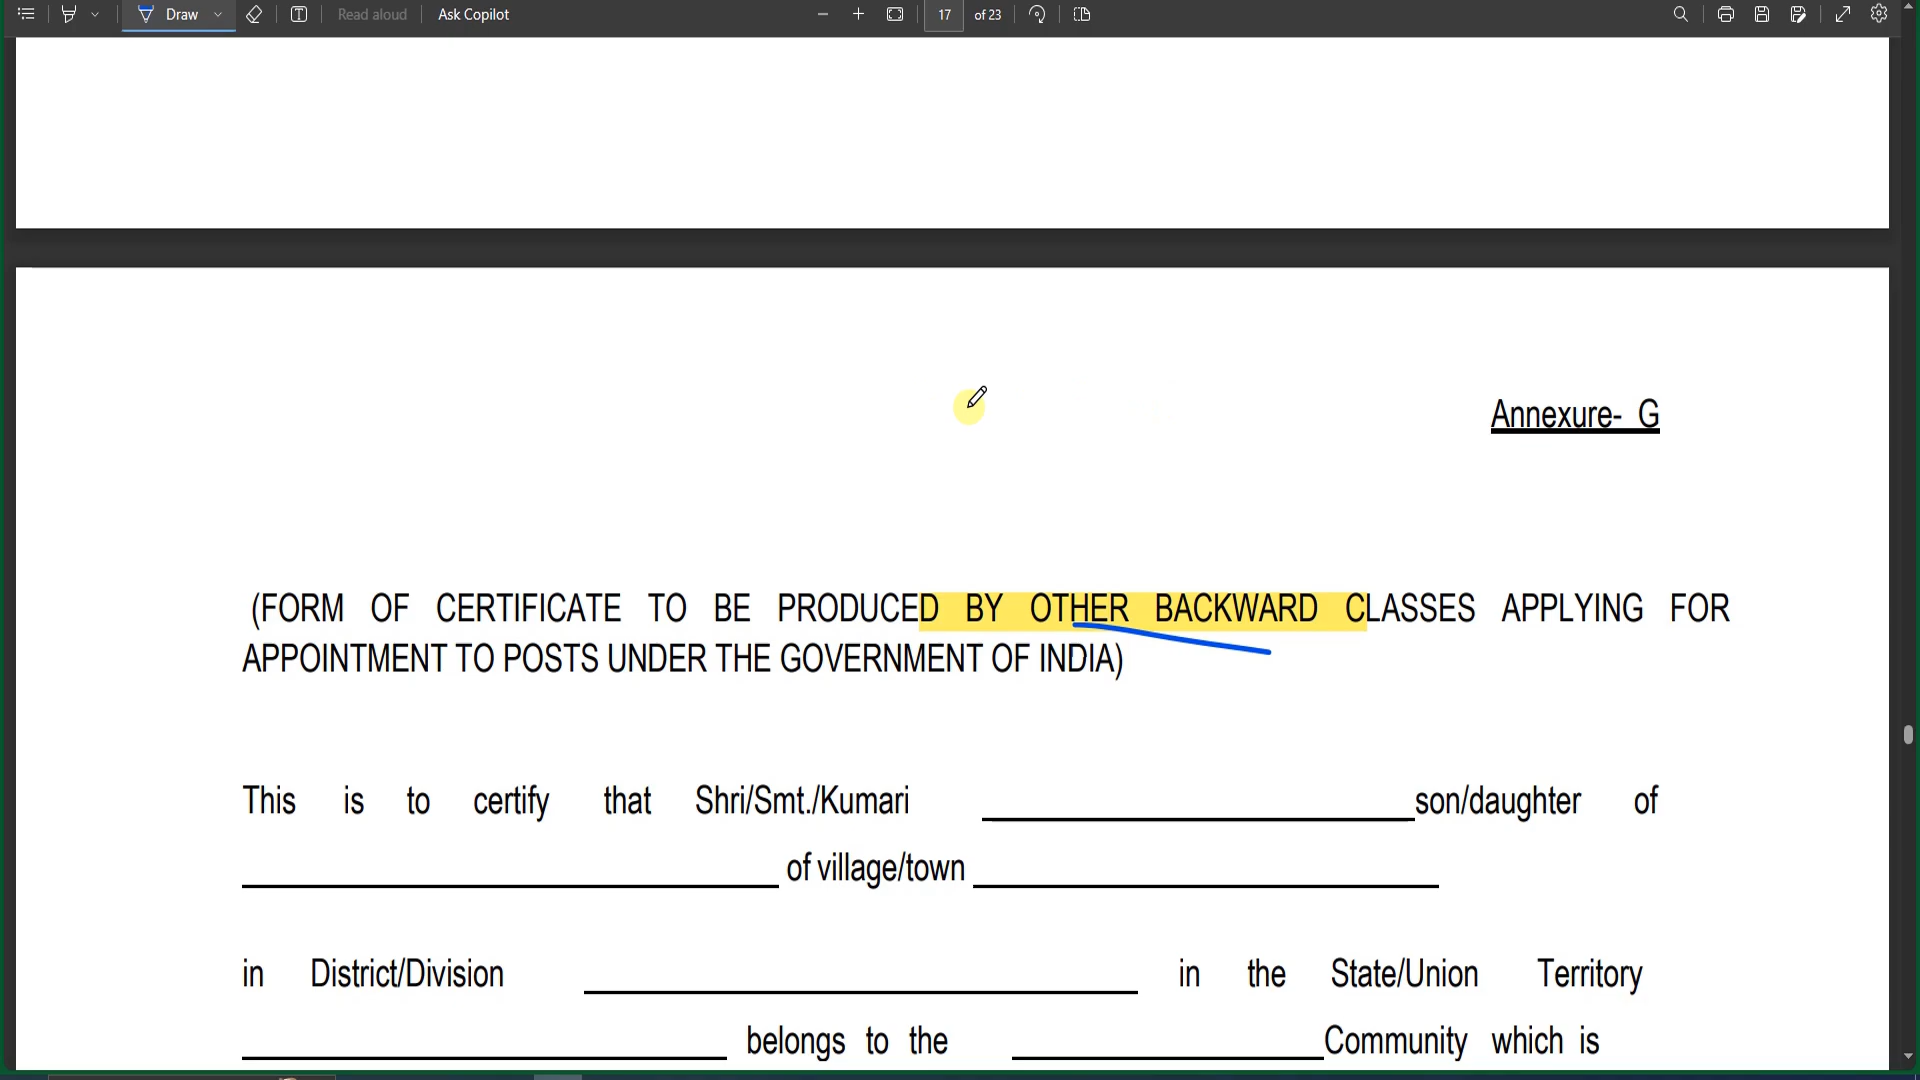 Draw Read aloud Ask Copilot 17 of 23
Annexure- G
(FORM OF CERTIFICATE TO BE PRODUCED BY OTHER BACKWARD CLASSES APPLYING FOR
APPOINTMENT TO POSTS UNDER THE GOVERNMENT OF INDIA)
This is to certify that Shri/Smt./Kumari son/daughter of
of village/town
in District/Division in the State/Union Territory
belongs to the Community which is